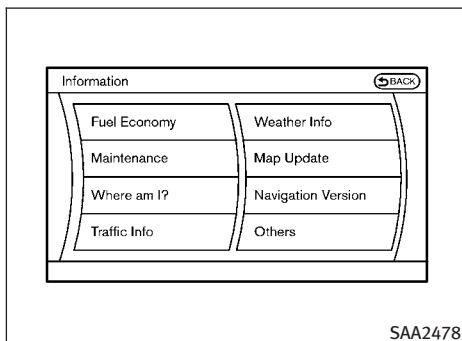 Information
BACK
Fuel Economy
Weather Info
Maintenance
Map Update
Where am I?
Navigation Version
Traffic Info
Others
SAA2478